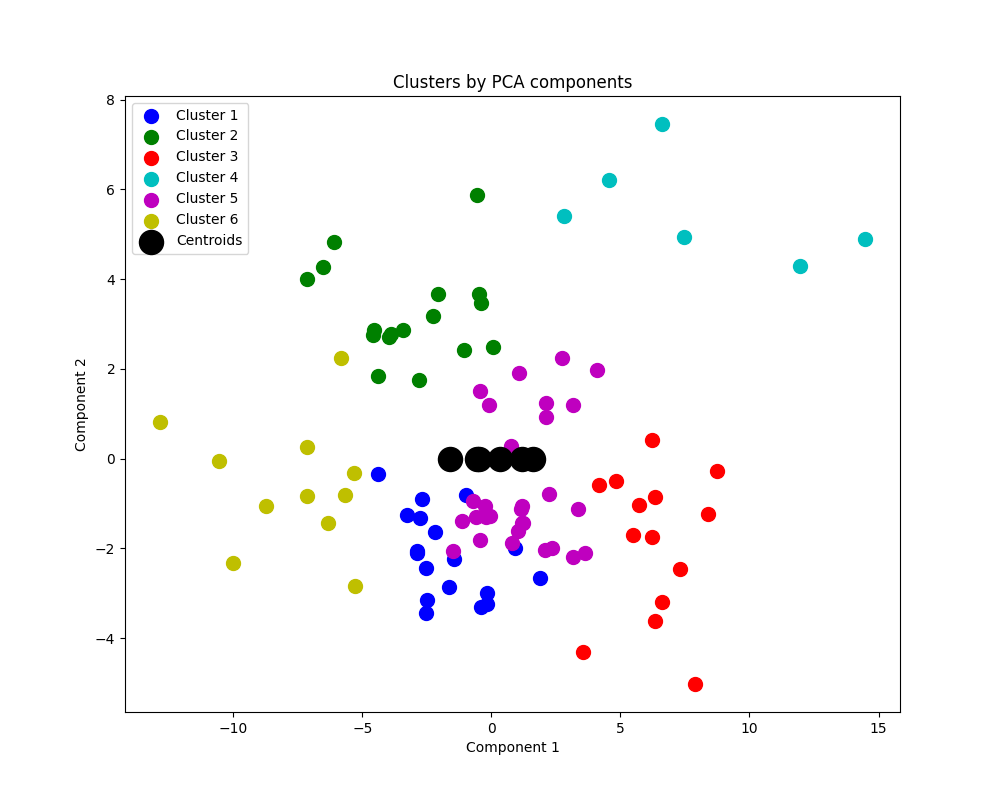 Clusters by PCA components
Cluster 1
Cluster 2
Cluster 3
Cluster 4
Cluster 5
Cluster 6
Centroids
8
6
4
2
0
−2
−4
Component 2
−10
−5
0
5
10
15
Component 1